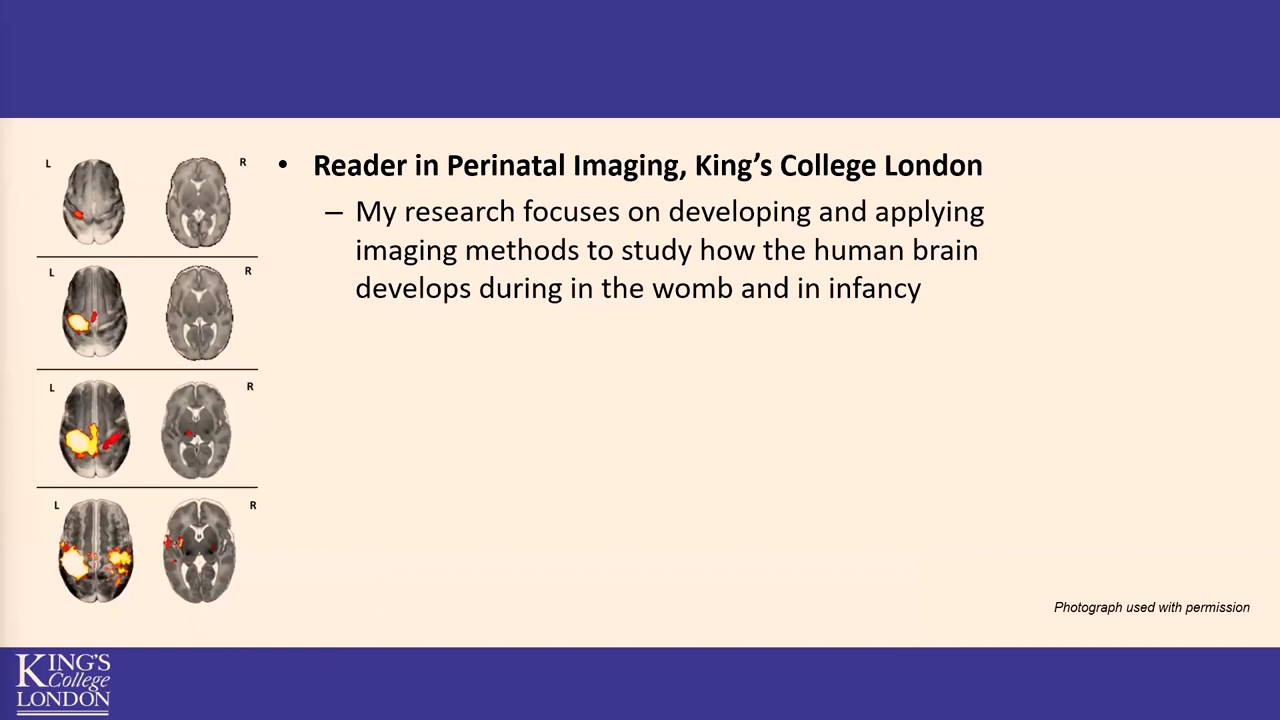 L
R
• Reader in Perinatal Imaging, King’s College London
– My research focuses on developing and applying
imaging methods to study how the human brain
develops during in the womb and in infancy
L
R
L
R
L
R
Photograph used with permission
KING'S
College
LONDON